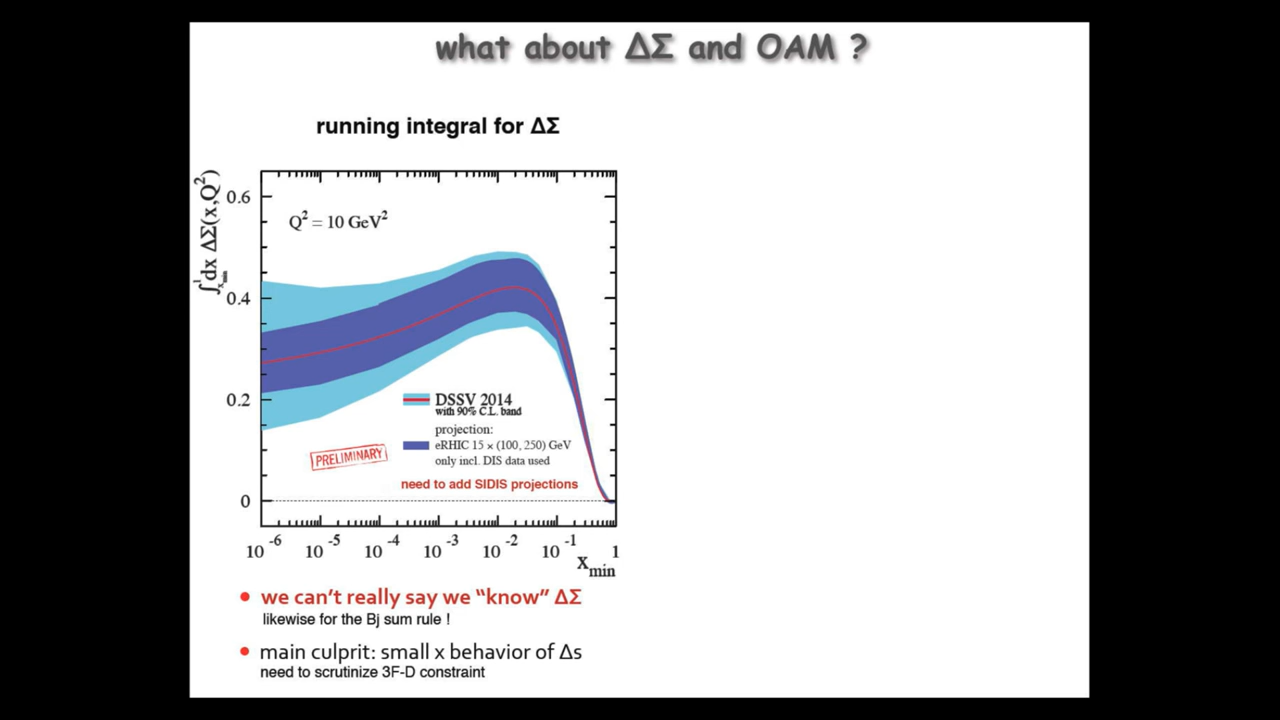 what about ΔΣ and OAM ?
running integral for ΔΣ
∫¹ₓₘᵢₙ dx ΔΣ(x,Q²)
0.6
0.4
0.2
0
Q² = 10 GeV²
DSSV 2014
with 90% C.L. band
projection:
eRHIC 15 × (100, 250) GeV
only incl. DIS data used
PRELIMINARY
need to add SIDIS projections
10⁻⁶ 10⁻⁵ 10⁻⁴ 10⁻³ 10⁻² 10⁻¹ 1
xₘᵢₙ
• we can't really say we “know” ΔΣ
likewise for the Bj sum rule !
• main culprit: small x behavior of Δs
need to scrutinize 3F-D constraint